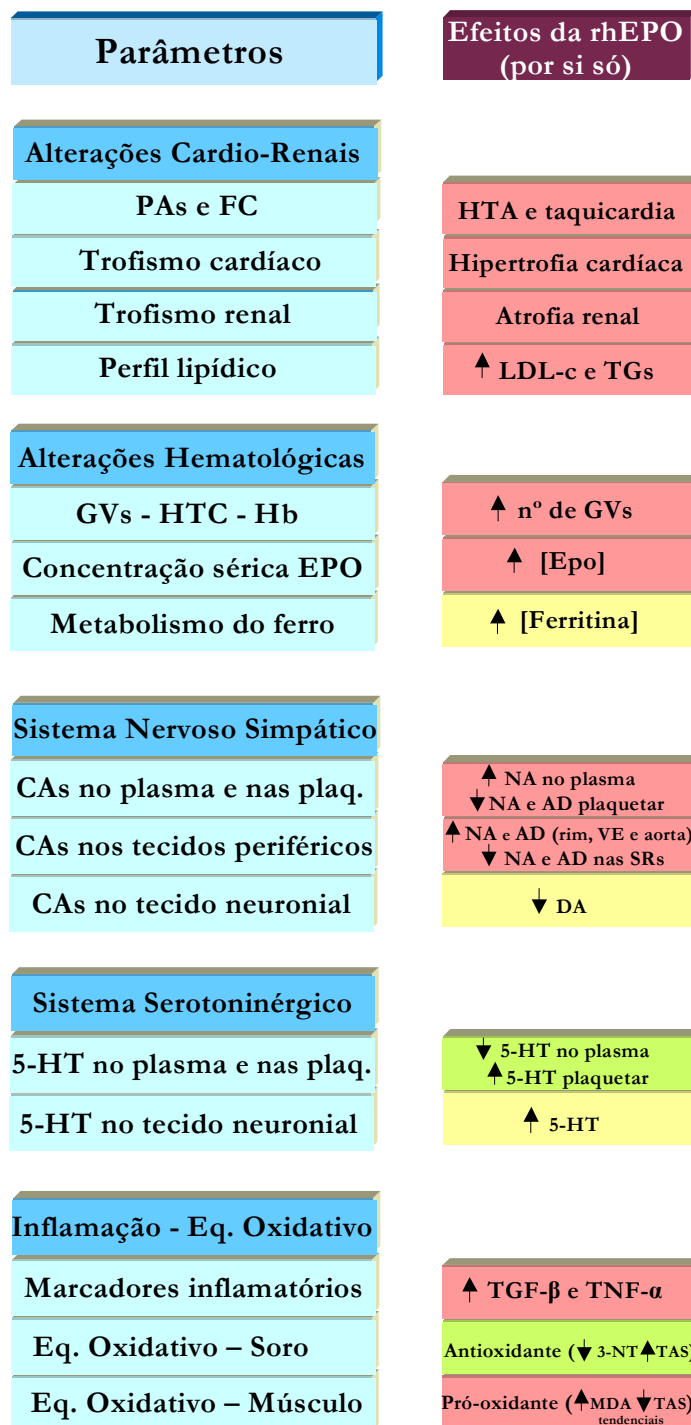 Parâmetros
Efeitos da rhEPO
(por si só)
Alterações Cardio-Renais
PAs e FC
HTA e taquicardia
Trofismo cardíaco
Hipertrofia cardíaca
Trofismo renal
Atrofia renal
Perfil lipídico
↑ LDL-c e TGs
Alterações Hematológicas
GVs - HTC - Hb
↑ nº de GVs
Concentração sérica EPO
↑ [Epo]
Metabolismo do ferro
↑ [Ferritina]
Sistema Nervoso Simpático
CAs no plasma e nas plaq.
↑ NA no plasma
↓ NA e AD plaquetar
CAs nos tecidos periféricos
↑ NA e AD (rim, VE e aorta)
↓ NA e AD nas SRs
CAs no tecido neuronial
↓ DA
Sistema Serotoninérgico
5-HT no plasma e nas plaq.
↓ 5-HT no plasma
↑ 5-HT plaquetar
5-HT no tecido neuronial
↑ 5-HT
Inflamação - Eq. Oxidativo
Marcadores inflamatórios
↑ TGF-β e TNF-α
Eq. Oxidativo – Soro
Antioxidante (↓ 3-NT ↑ TAS)
Eq. Oxidativo – Músculo
Pró-oxidante (↑ MDA ↓ TAS)
tendenciais